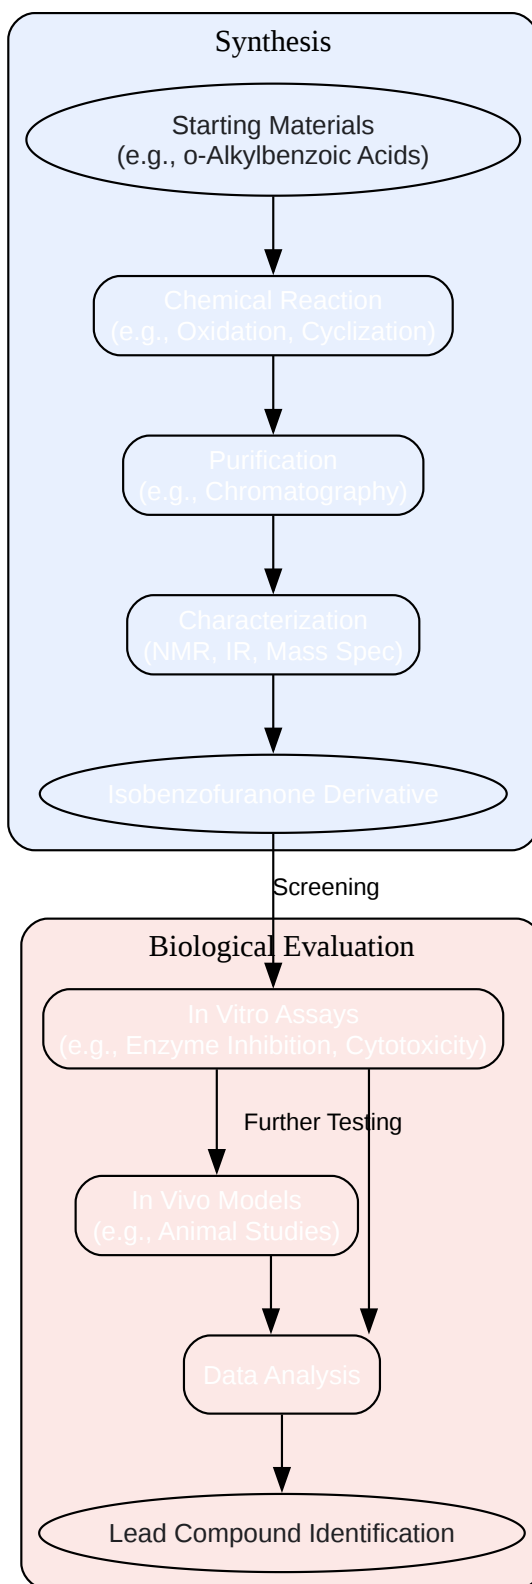 Synthesis
Starting Materials
(e.g., o-Alkylbenzoic Acids)
Chemical Reaction
(e.g., Oxidation, Cyclization)
Purification
(e.g., Chromatography)
Characterization
(NMR, IR, Mass Spec)
Isobenzofuranone Derivative
Screening
Biological Evaluation
In Vitro Assays
(e.g., Enzyme Inhibition, Cytotoxicity)
Further Testing
In Vivo Models
(e.g., Animal Studies)
Data Analysis
Lead Compound Identification